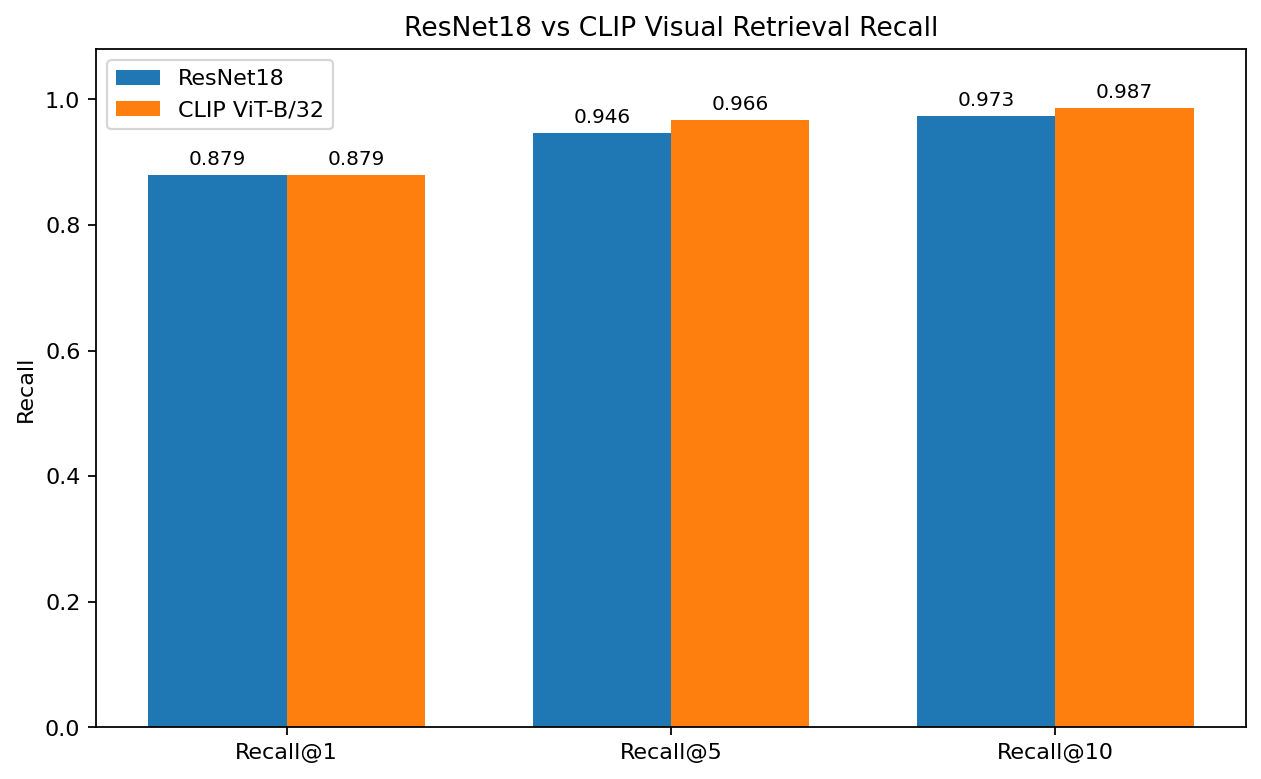 ResNet18 vs CLIP Visual Retrieval Recall
ResNet18
CLIP ViT-B/32
0.879
0.879
0.946
0.966
0.973
0.987
1.0
0.8
0.6
0.4
0.2
0.0
Recall
Recall@1
Recall@5
Recall@10